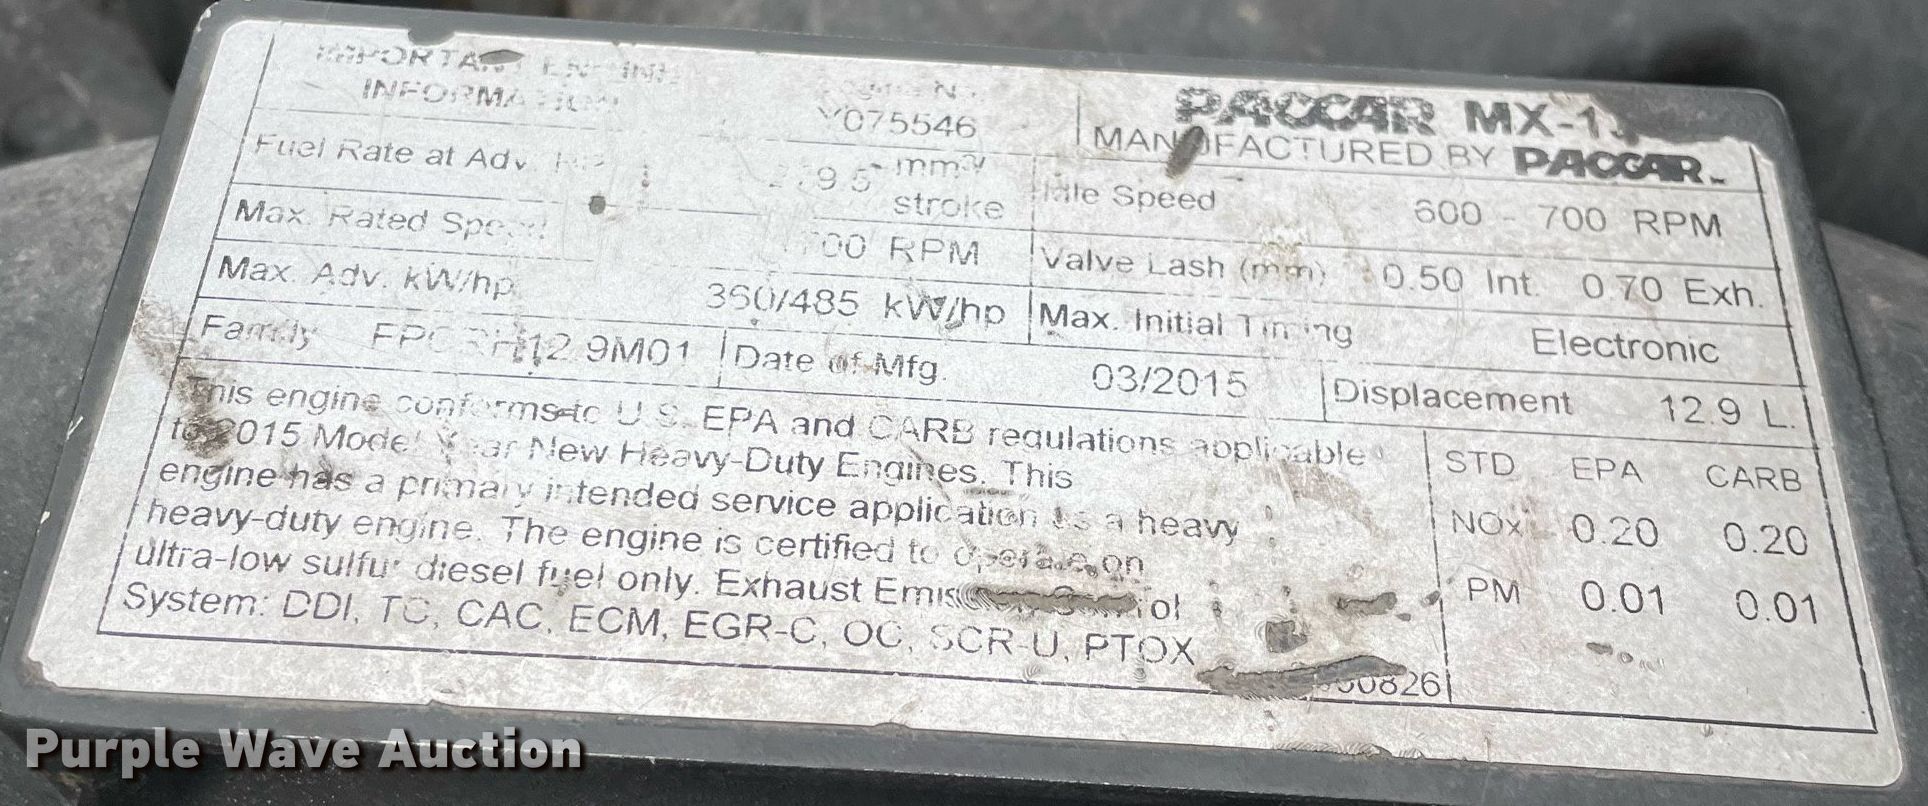 IMPORTANT ENGINE
INFORMATION
Y075546
PACCAR
MANUFACTURED BY PACCAR
Fuel Rate at Adv.
mm³/
stroke
Idle Speed 600 - 700 RPM
Max. Rated Speed RPM
Valve Lash (mm) 0.50 Int. 0.70 Exh.
Max. Adv. kW/hp 360/485 kW/hp
Max. Initial Timing Electronic
Family
Date of Mfg. 03/2015
Displacement 12.9 L.
This engine conforms to U.S. EPA and CARB regulations applicable
to 2015 Model Year New Heavy-Duty Engines. This
engine has a primary intended service application as a heavy
heavy-duty engine. The engine is certified to operate on
ultra-low sulfur diesel fuel only. Exhaust Emission Control
System: DDI, TC, CAC, ECM, EGR-C, OC, SCR-U, PTOX
STD EPA CARB
NOx 0.20 0.20
PM 0.01 0.01
Purple Wave Auction